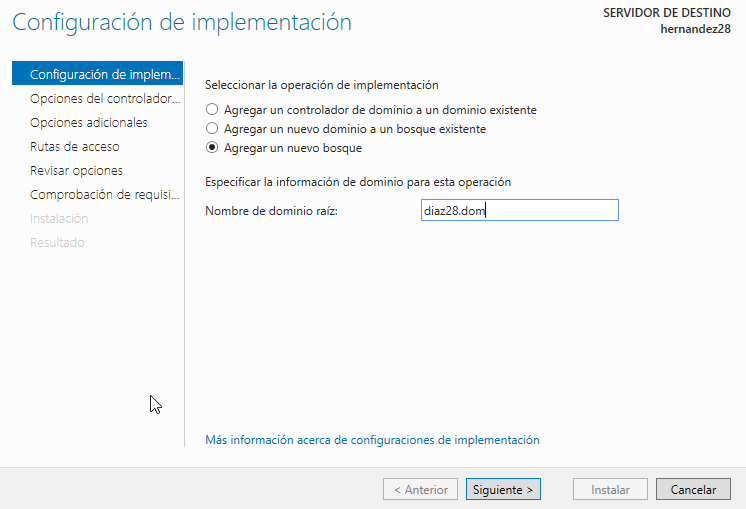 Configuración de implementación
SERVIDOR DE DESTINO
hernandez28
Configuración de implem...
Opciones del controlador...
Opciones adicionales
Rutas de acceso
Revisar opciones
Comprobación de requisi...
Instalación
Resultado
Seleccionar la operación de implementación
Agregar un controlador de dominio a un dominio existente
Agregar un nuevo dominio a un bosque existente
Agregar un nuevo bosque
Especificar la información de dominio para esta operación
Nombre de dominio raíz: diaz28.dom
Más información acerca de configuraciones de implementación
< Anterior Siguiente > Instalar Cancelar